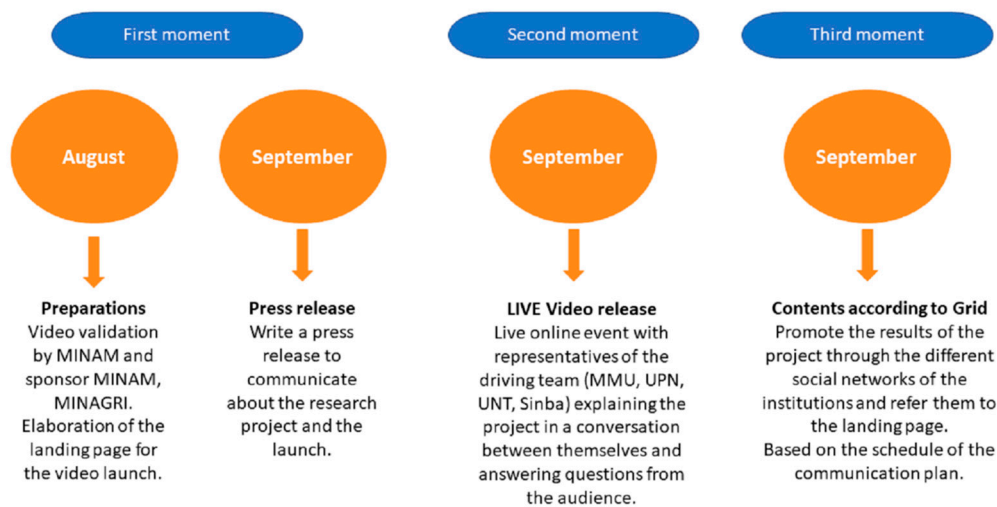 First moment
Second moment
Third moment
August
September
September
September
Preparations
Video validation
by MINAM and
sponsor MINAM,
MINAGRI.
Elaboration of the
landing page for
the video launch.
Press release
Write a press
release to
communicate
about the research
project and the
launch.
LIVE Video release
Live online event with
representatives of the
driving team (MMU, UPN,
UNT, Sinba) explaining the
project in a conversation
between themselves and
answering questions from
the audience.
Contents according to Grid
Promote the results of the
project through the different
social networks of the
institutions and refer them to
the landing page.
Based on the schedule of the
communication plan.